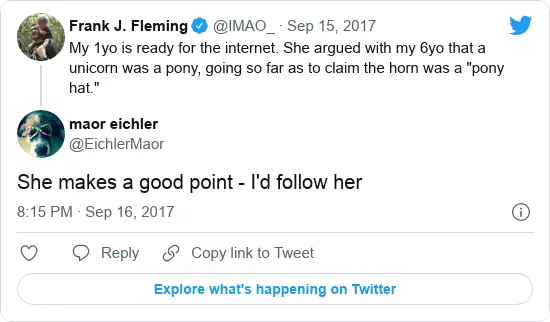 Frank J. Fleming @IMAO_ · Sep 15, 2017
My 1yo is ready for the internet. She argued with my 6yo that a
unicorn was a pony, going so far as to claim the horn was a "pony
hat."
maor eichler
@EichlerMaor
She makes a good point - I'd follow her
8:15 PM · Sep 16, 2017
Reply Copy link to Tweet
Explore what's happening on Twitter